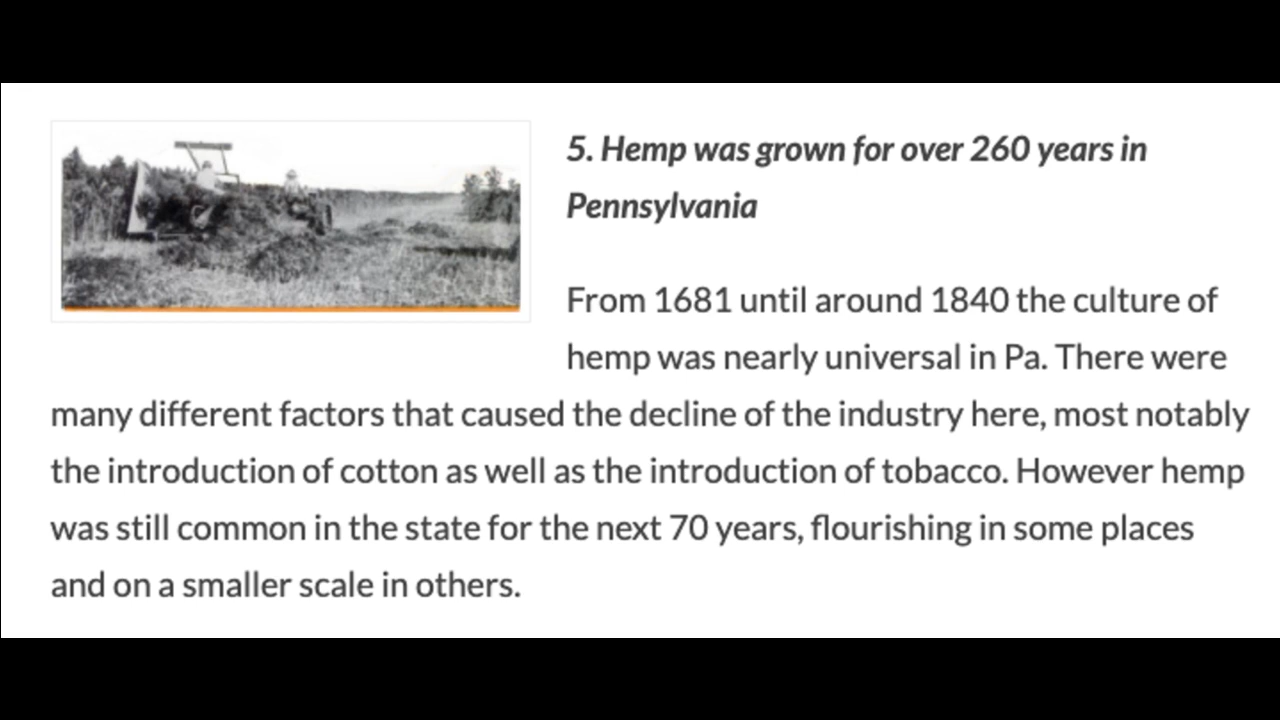 5. Hemp was grown for over 260 years in
Pennsylvania
From 1681 until around 1840 the culture of
hemp was nearly universal in Pa. There were
many different factors that caused the decline of the industry here, most notably
the introduction of cotton as well as the introduction of tobacco. However hemp
was still common in the state for the next 70 years, flourishing in some places
and on a smaller scale in others.